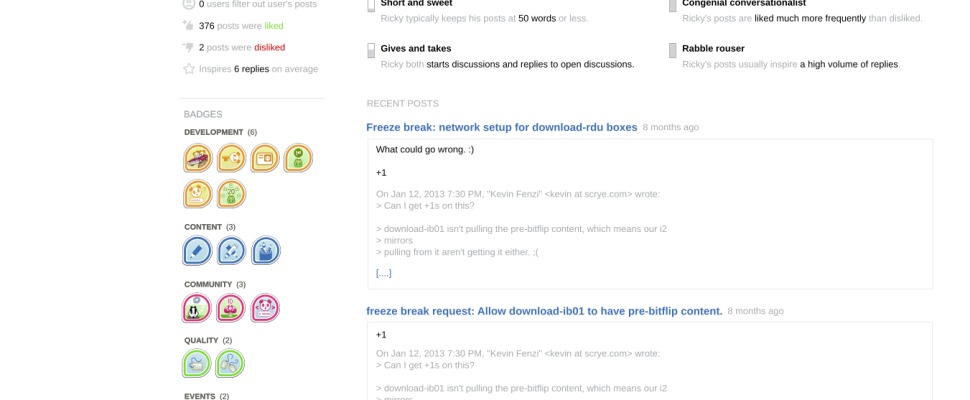 0 users filter out user's posts
376 posts were liked
2 posts were disliked
Inspires 6 replies on average
BADGES
DEVELOPMENT (6)
CONTENT (3)
COMMUNITY (3)
QUALITY (2)
EVENTS (2)
Short and sweet
Ricky typically keeps his posts at 50 words or less.
Congenial conversationalist
Ricky's posts are liked much more frequently than disliked.
Gives and takes
Ricky both starts discussions and replies to open discussions.
Rabble rouser
Ricky's posts usually inspire a high volume of replies.
RECENT POSTS
Freeze break: network setup for download-rdu boxes 8 months ago
What could go wrong. :)
+1
On Jan 12, 2013 7:30 PM, "Kevin Fenzi" <kevin at scrye.com> wrote:
> Can I get +1s on this?
> download-ib01 isn't pulling the pre-bitflip content, which means our i2
> mirrors
> pulling from it aren't getting it either. ;(
[....]
freeze break request: Allow download-ib01 to have pre-bitflip content. 8 months ago
+1
On Jan 12, 2013 7:30 PM, "Kevin Fenzi" <kevin at scrye.com> wrote:
> Can I get +1s on this?
> download-ib01 isn't pulling the pre-bitflip content, which means our i2
> mirrors